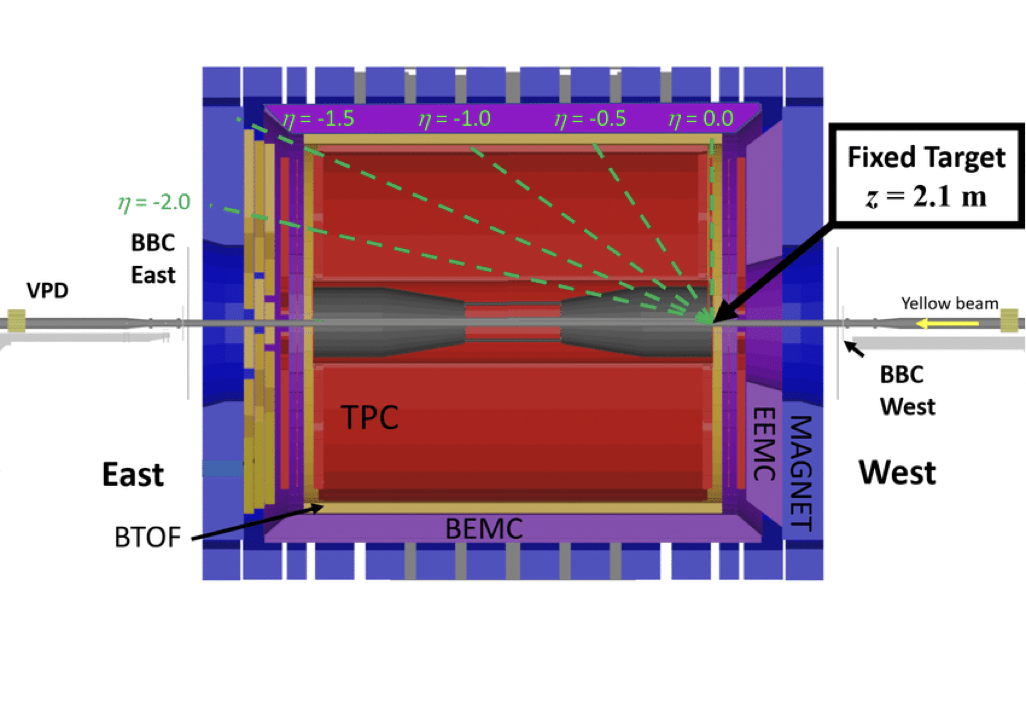 η = -1.5
η = -1.0
η = -0.5
η = 0.0
Fixed Target
z = 2.1 m
η = -2.0
BBC
East
VPD
Yellow beam
BBC
West
TPC
EEMC
MAGNET
East
West
BTOF
BEMC